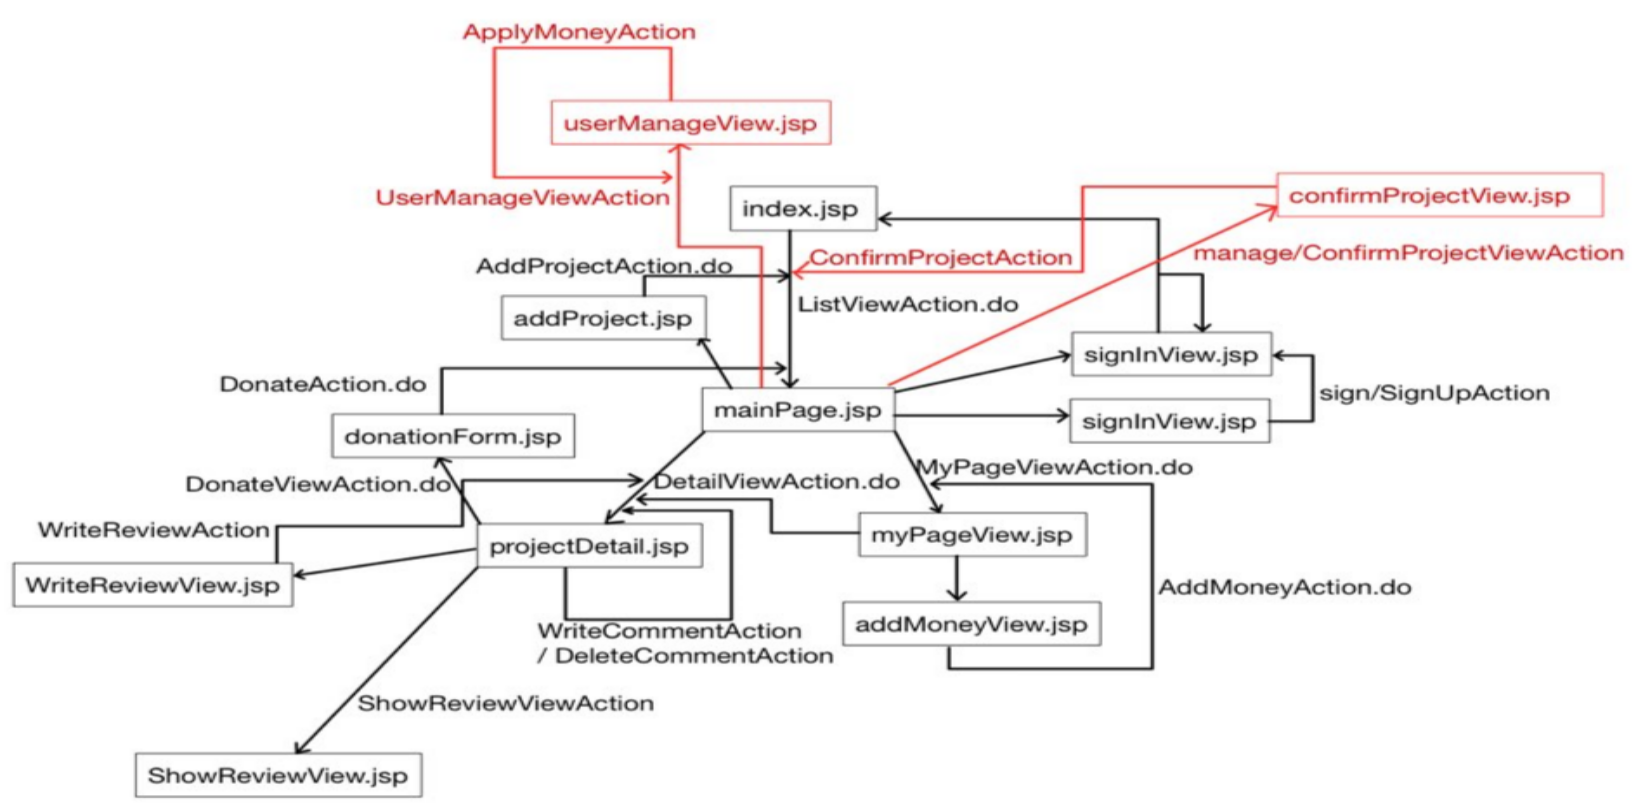 ApplyMoneyAction
userManageView.jsp
UserManageViewAction
index.jsp
confirmProjectView.jsp
AddProjectAction.do
ConfirmProjectAction
manage/ConfirmProjectViewAction
addProject.jsp
ListViewAction.do
signInView.jsp
DonateAction.do
mainPage.jsp
sign/SignUpAction
signInView.jsp
donationForm.jsp
DonateViewAction.do
DetailViewAction.do
MyPageViewAction.do
WriteReviewAction
projectDetail.jsp
myPageView.jsp
WriteReviewView.jsp
AddMoneyAction.do
addMoneyView.jsp
WriteCommentAction
/ DeleteCommentAction
ShowReviewViewAction
ShowReviewView.jsp